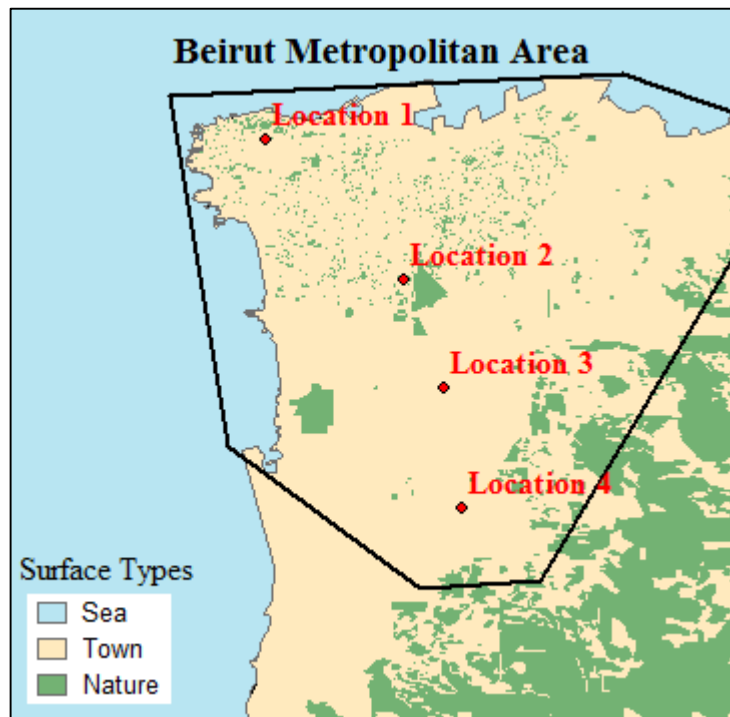 Beirut Metropolitan Area
Location 1
Location 2
Location 3
Location 4
Surface Types
Sea
Town
Nature